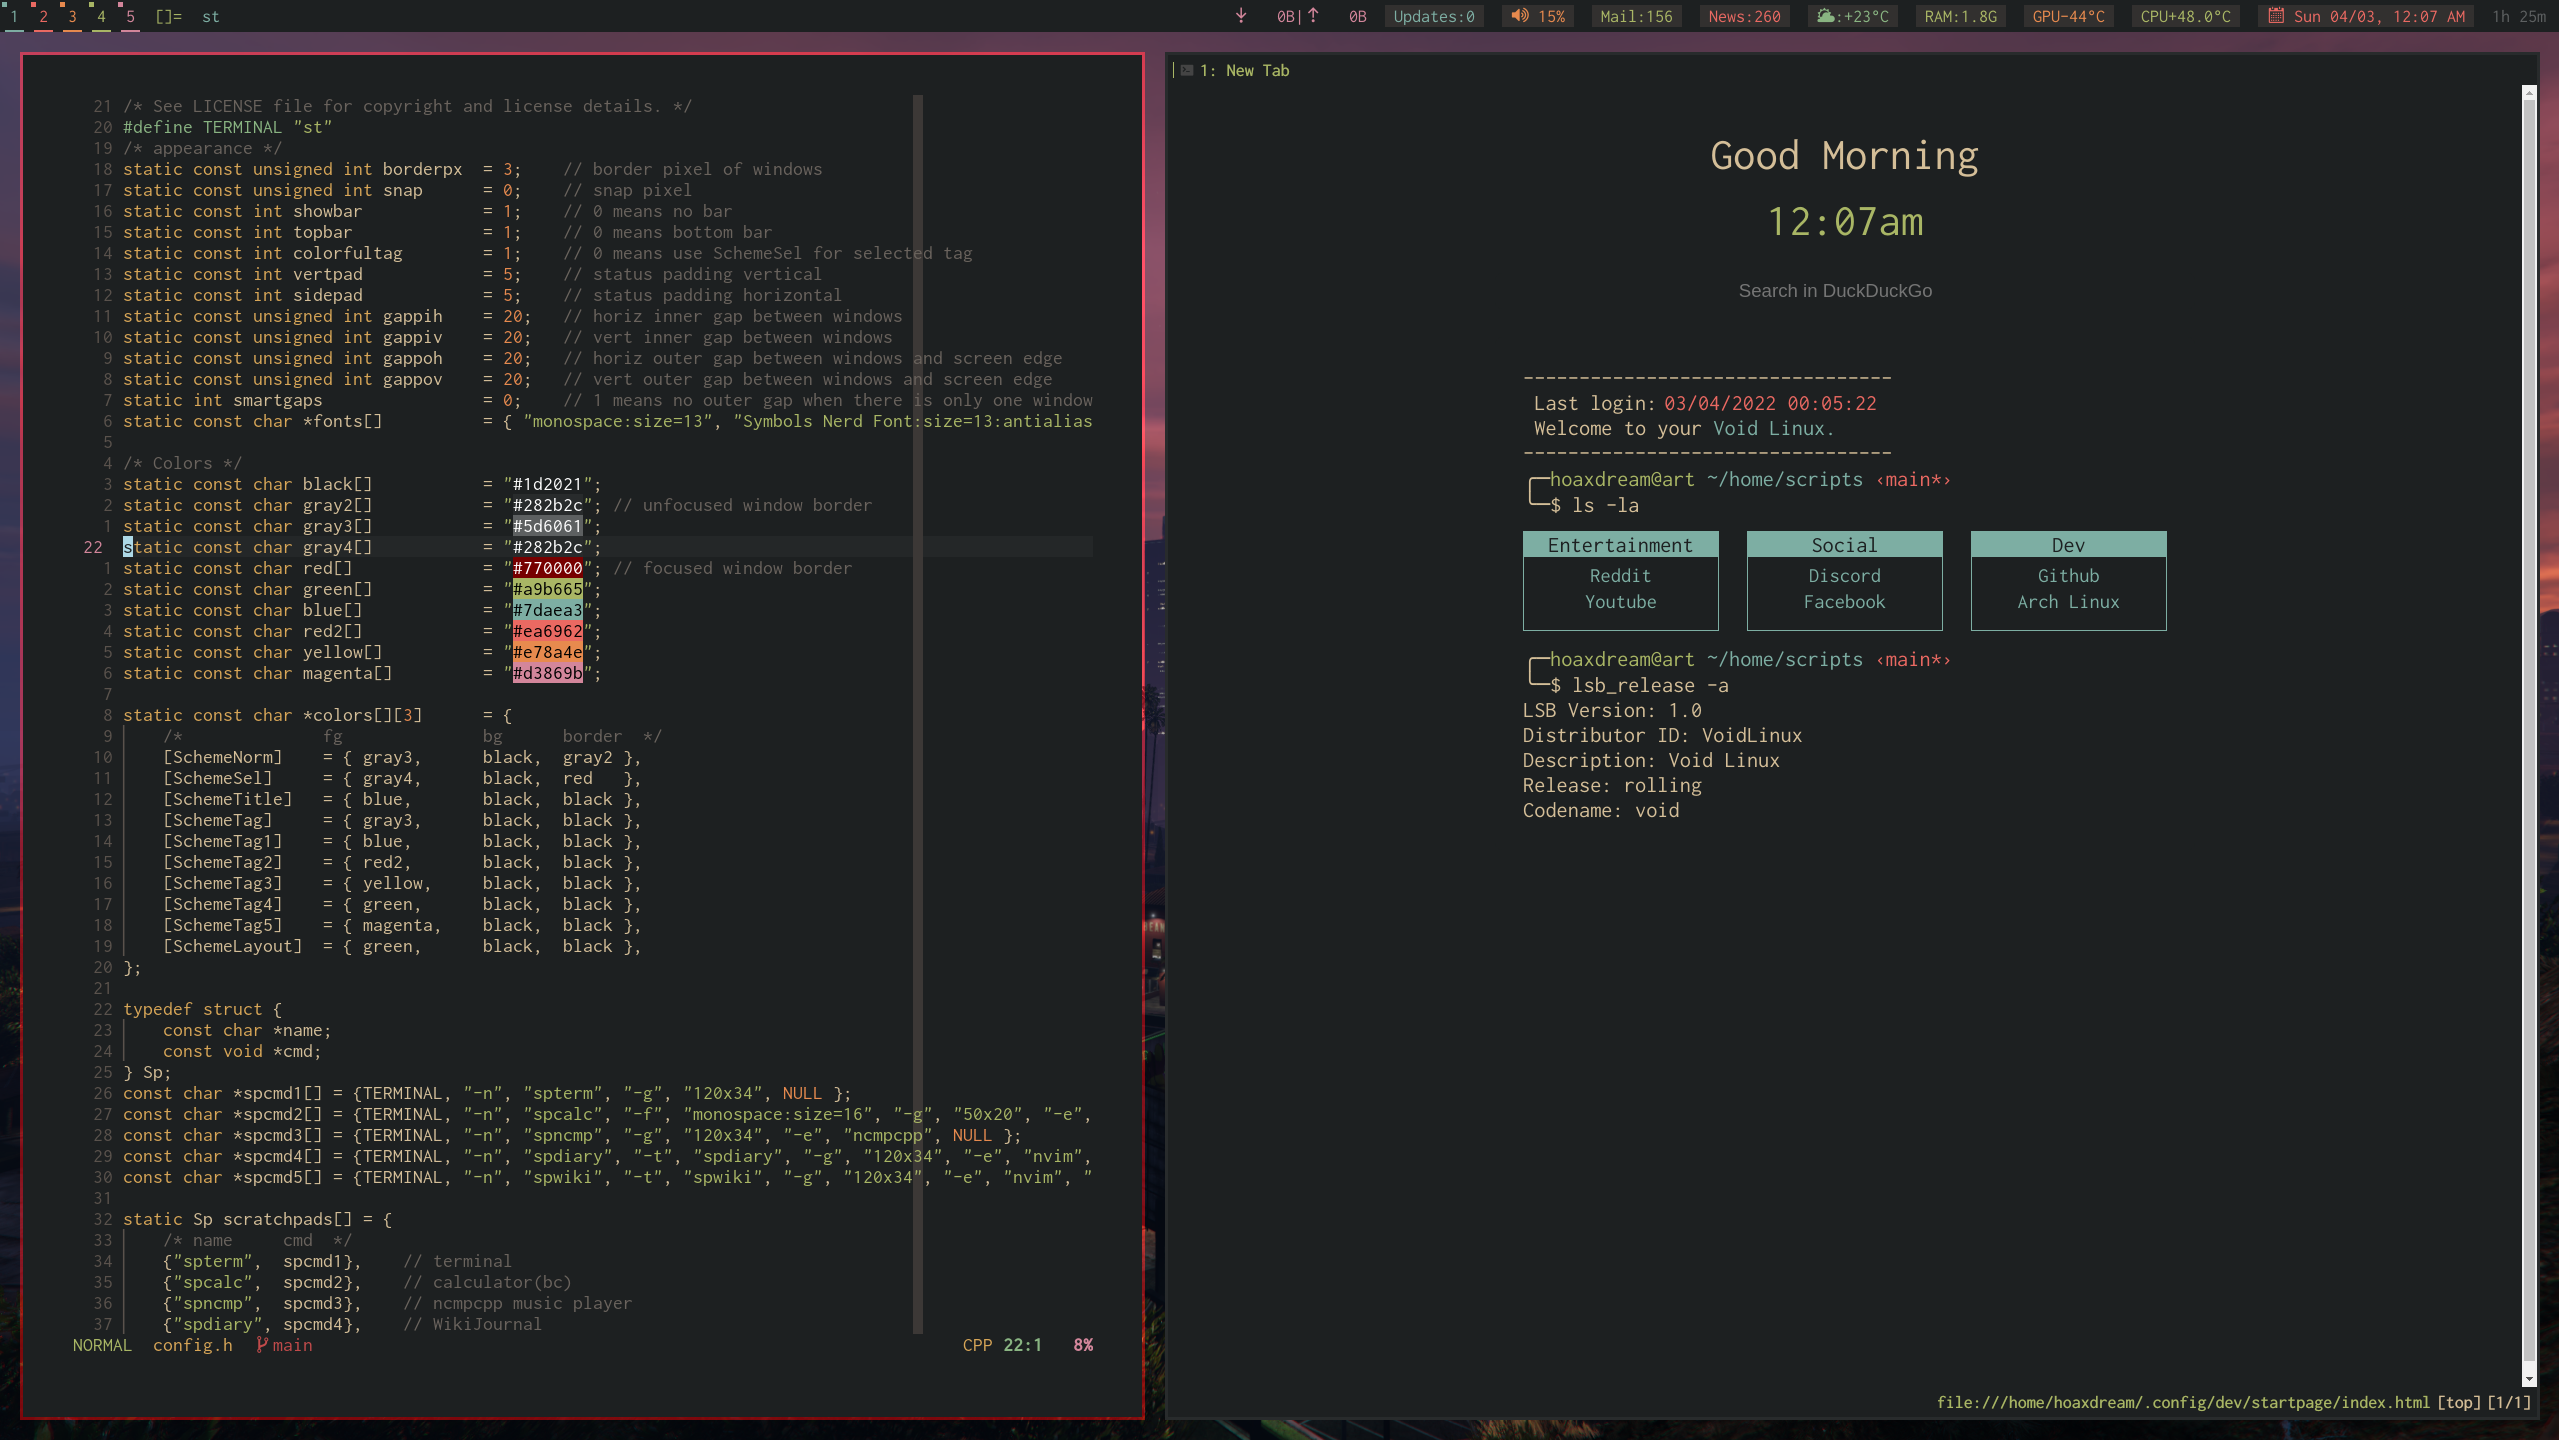 1 2 3 4 5 []= st
0B| 0B Updates:0 15% Mail:156 News:260 :+23°C RAM:1.8G GPU-44°C CPU+48.0°C Sun 04/03, 12:07 AM 1h 25m
21 /* See LICENSE file for copyright and license details. */
20 #define TERMINAL "st"
19 /* appearance */
18 static const unsigned int borderpx  = 3;    // border pixel of windows
17 static const unsigned int snap      = 0;    // snap pixel
16 static const int showbar            = 1;    // 0 means no bar
15 static const int topbar             = 1;    // 0 means bottom bar
14 static const int colorfultag        = 1;    // 0 means use SchemeSel for selected tag
13 static const int vertpad            = 5;    // status padding vertical
12 static const int sidepad            = 5;    // status padding horizontal
11 static const unsigned int gappih    = 20;   // horiz inner gap between windows
10 static const unsigned int gappiv    = 20;   // vert inner gap between windows
9 static const unsigned int gappoh    = 20;   // horiz outer gap between windows and screen edge
8 static const unsigned int gappov    = 20;   // vert outer gap between windows and screen edge
7 static int smartgaps                = 0;    // 1 means no outer gap when there is only one window
6 static const char *fonts[]          = { "monospace:size=13", "Symbols Nerd Font:size=13:antialias
5
4 /* Colors */
3 static const char black[]           = "#1d2021";
2 static const char gray2[]           = "#282b2c"; // unfocused window border
1 static const char gray3[]           = "#5d6061";
22 static const char gray4[]           = "#282b2c";
1 static const char red[]             = "#770000"; // focused window border
2 static const char green[]           = "#a9b665";
3 static const char blue[]            = "#7daea3";
4 static const char red2[]            = "#ea6962";
5 static const char yellow[]          = "#e78a4e";
6 static const char magenta[]         = "#d3869b";
7
8 static const char *colors[][3]      = {
9     /*              fg              bg      border  */
10     [SchemeNorm]    = { gray3,      black,  gray2 },
11     [SchemeSel]     = { gray4,      black,  red   },
12     [SchemeTitle]   = { blue,       black,  black },
13     [SchemeTag]     = { gray3,      black,  black },
14     [SchemeTag1]    = { blue,       black,  black },
15     [SchemeTag2]    = { red2,       black,  black },
16     [SchemeTag3]    = { yellow,     black,  black },
17     [SchemeTag4]    = { green,      black,  black },
18     [SchemeTag5]    = { magenta,    black,  black },
19     [SchemeLayout]  = { green,      black,  black },
20 };
21
22 typedef struct {
23     const char *name;
24     const void *cmd;
25 } Sp;
26 const char *spcmd1[] = {TERMINAL, "-n", "spterm", "-g", "120x34", NULL };
27 const char *spcmd2[] = {TERMINAL, "-n", "spcalc", "-f", "monospace:size=16", "-g", "50x20", "-e",
28 const char *spcmd3[] = {TERMINAL, "-n", "spncmp", "-g", "120x34", "-e", "ncmpcpp", NULL };
29 const char *spcmd4[] = {TERMINAL, "-n", "spdiary", "-t", "spdiary", "-g", "120x34", "-e", "nvim",
30 const char *spcmd5[] = {TERMINAL, "-n", "spwiki", "-t", "spwiki", "-g", "120x34", "-e", "nvim", "
31
32 static Sp scratchpads[] = {
33     /* name     cmd  */
34     {"spterm",  spcmd1},    // terminal
35     {"spcalc",  spcmd2},    // calculator(bc)
36     {"spncmp",  spcmd3},    // ncmpcpp music player
37     {"spdiary", spcmd4},    // WikiJournal
NORMAL config.h main CPP 22:1 8%
1: New Tab
Good Morning
12:07am
Search in DuckDuckGo
---------------------------------
Last login: 03/04/2022 00:05:22
Welcome to your Void Linux.
---------------------------------
╭─hoaxdream@art ~/home/scripts ‹main*›
╰─$ ls -la
Entertainment Social Dev
Reddit Discord Github
Youtube Facebook Arch Linux
╭─hoaxdream@art ~/home/scripts ‹main*›
╰─$ lsb_release -a
LSB Version: 1.0
Distributor ID: VoidLinux
Description: Void Linux
Release: rolling
Codename: void
file:///home/hoaxdream/.config/dev/startpage/index.html [top] [1/1]